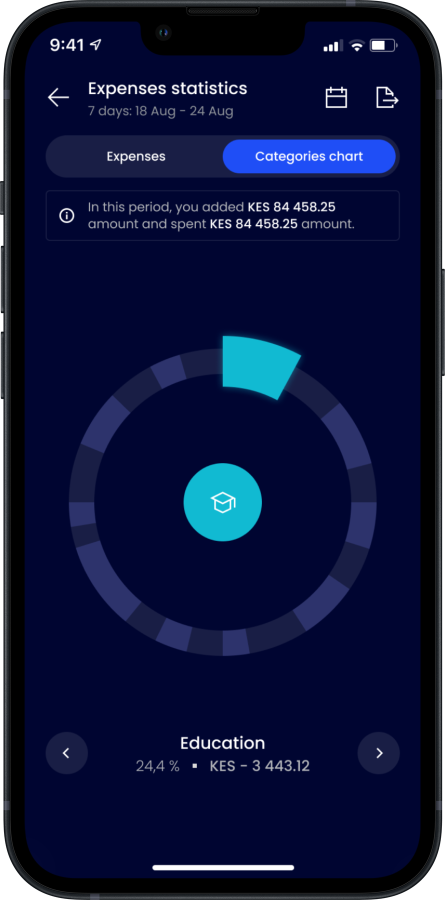 9:41
Expenses statistics
7 days: 18 Aug - 24 Aug
Expenses
Categories chart
In this period, you added KES 84 458.25
amount and spent KES 84 458.25 amount.
Education
24,4 % ▪ KES - 3 443.12